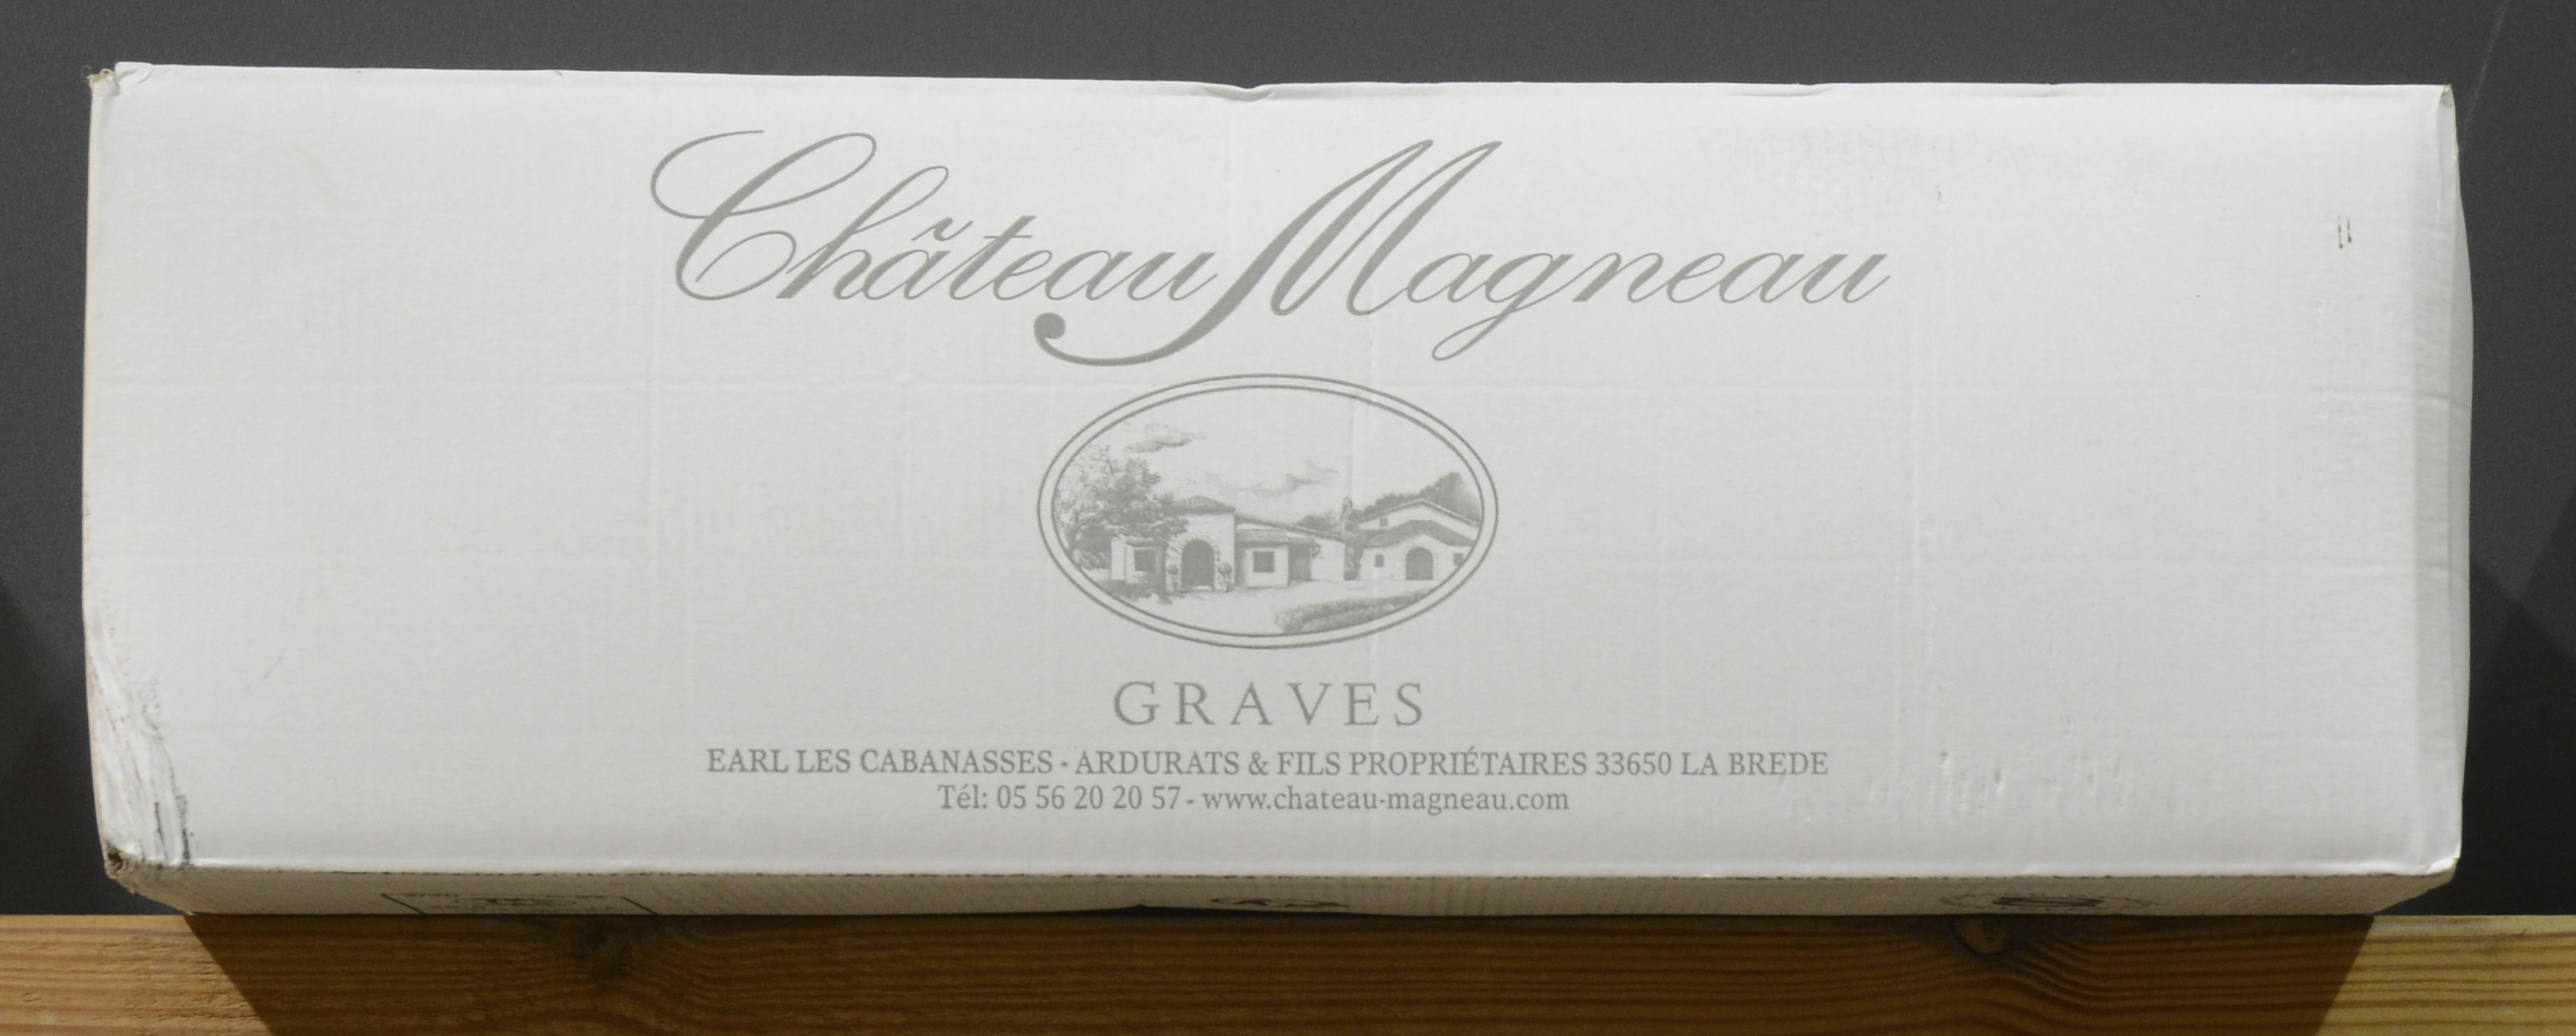 Château Magneau
GRAVES
EARL LES CABANASSES - ARDURATS & FILS PROPRIÉTAIRES 33650 LA BREDE
Tél: 05 56 20 20 57 - www.chateau-magneau.com